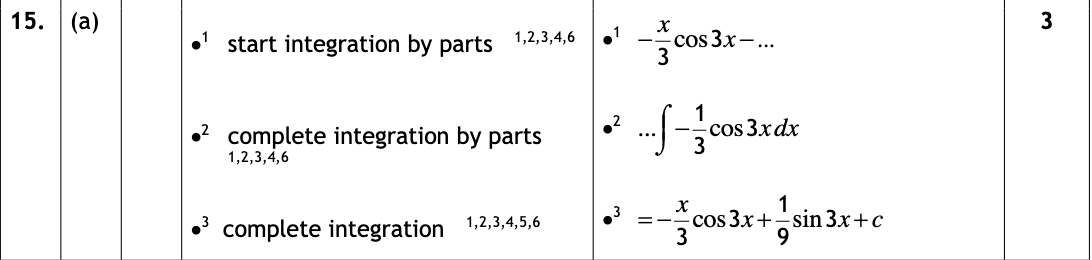 15. (a) 3
•¹ start integration by parts ¹,²,³,⁴,⁶ •¹ −x/3 cos 3x − ...
•² complete integration by parts •² ...∫ −1/3 cos 3x dx
1,2,3,4,6
•³ complete integration ¹,²,³,⁴,⁵,⁶ •³ = −x/3 cos 3x + 1/9 sin 3x + c